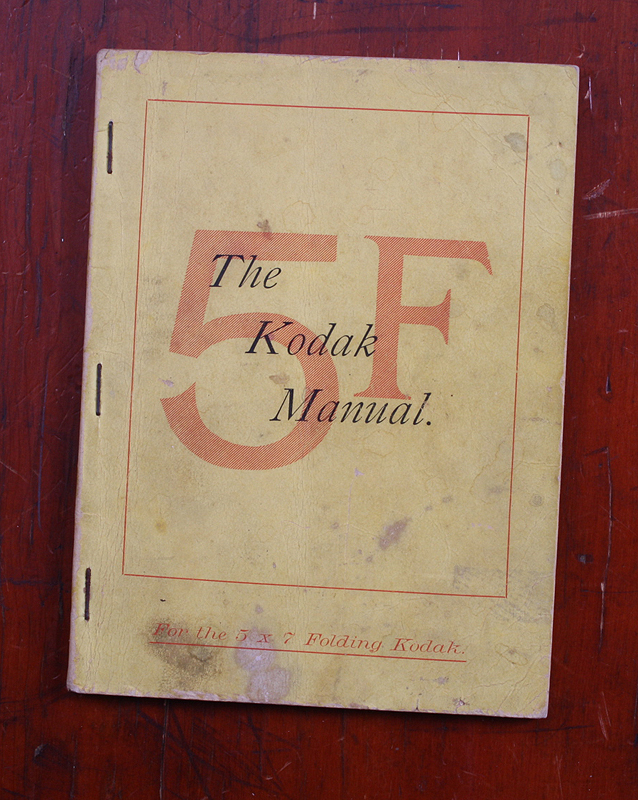 5F
The
Kodak
Manual.
For the 5 x 7 Folding Kodak.